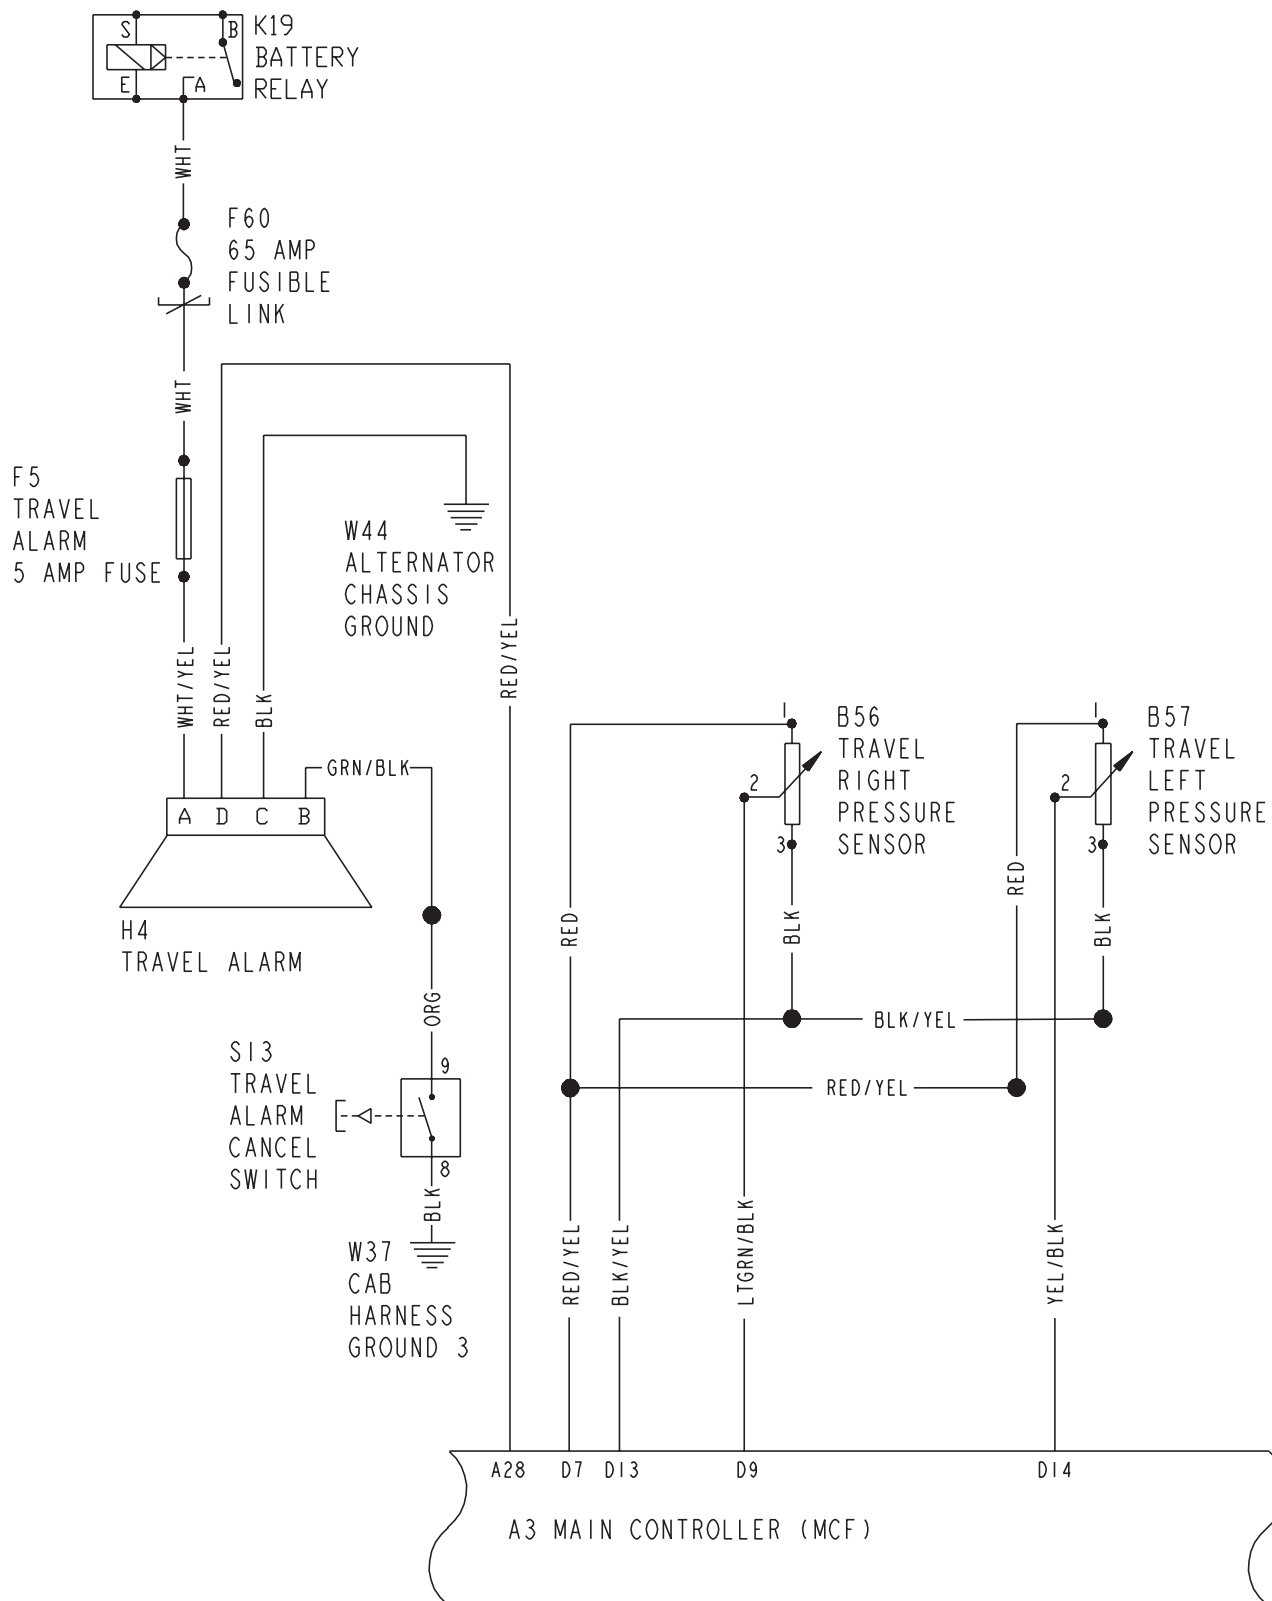 S
B
E
A
K19
BATTERY
RELAY
WHT
F60
65 AMP
FUSIBLE
LINK
WHT
F5
TRAVEL
ALARM
5 AMP FUSE
W44
ALTERNATOR
CHASSIS
GROUND
WHT/YEL
RED/YEL
BLK
RED/YEL
GRN/BLK
A D C B
H4
TRAVEL ALARM
ORG
S13
TRAVEL
ALARM
CANCEL
SWITCH
9
8
BLK
W37
CAB
HARNESS
GROUND 3
1
2
3
B56
TRAVEL
RIGHT
PRESSURE
SENSOR
1
2
3
B57
TRAVEL
LEFT
PRESSURE
SENSOR
RED
BLK
RED
BLK
BLK/YEL
RED/YEL
RED/YEL
BLK/YEL
LTGRN/BLK
YEL/BLK
A28 D7 D13 D9 D14
A3 MAIN CONTROLLER (MCF)